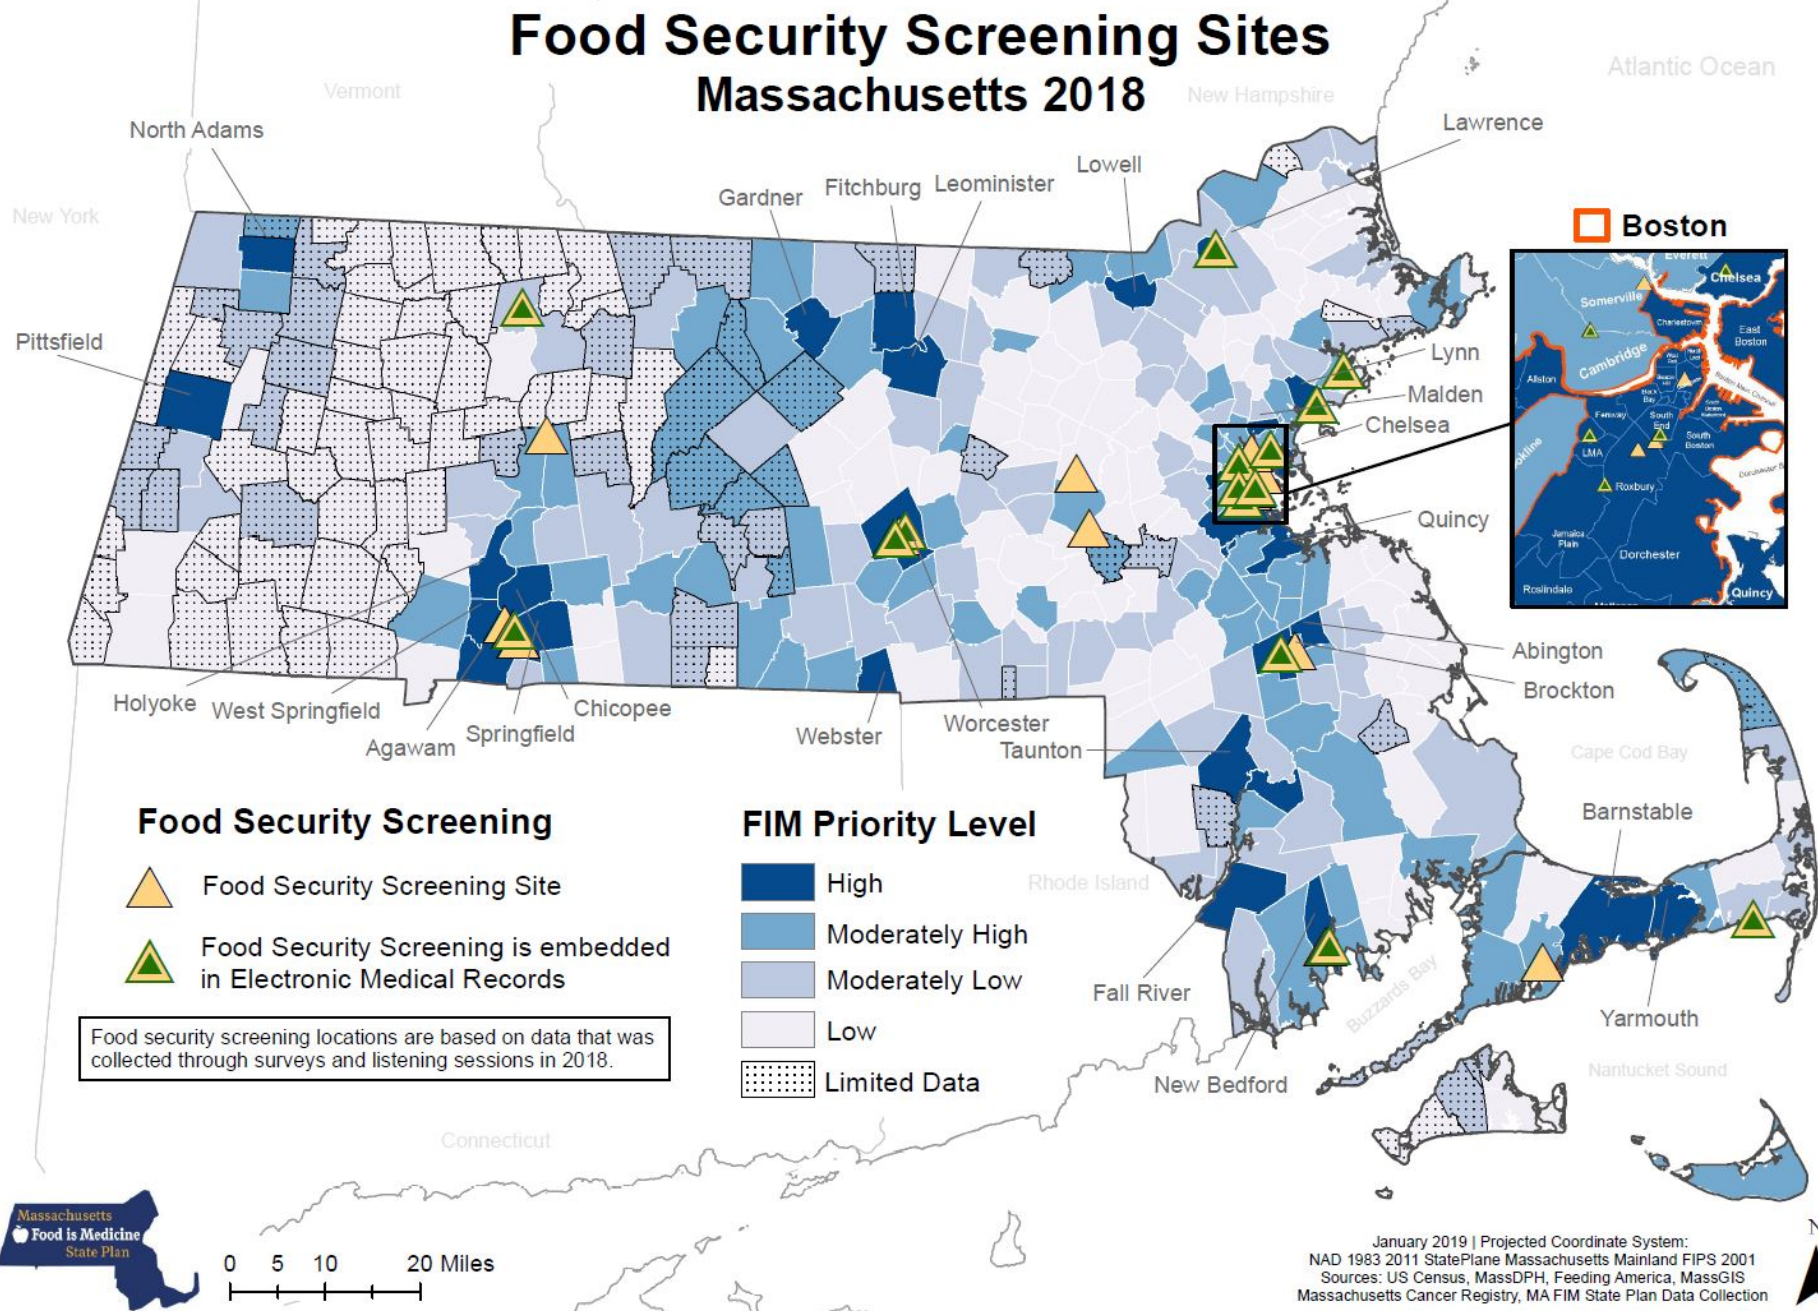 Food Security Screening Sites
Massachusetts 2018
Vermont
New Hampshire
Atlantic Ocean
North Adams
Lawrence
Lowell
Gardner
Fitchburg
Leominister
New York
Boston
Pittsfield
Lynn
Malden
Chelsea
Quincy
Everett
Chelsea
Somerville
Charlestown
East
Boston
Cambridge
Allston
Back
Bay
Fenway
South
End
South
Boston
LMA
Roxbury
Jamaica
Plain
Dorchester
Roslindale
Quincy
Abington
Brockton
Holyoke
West Springfield
Agawam
Springfield
Chicopee
Webster
Worcester
Taunton
Cape Cod Bay
Barnstable
Rhode Island
Fall River
Buzzards Bay
Yarmouth
New Bedford
Nantucket Sound
Connecticut
Food Security Screening
Food Security Screening Site
Food Security Screening is embedded
in Electronic Medical Records
Food security screening locations are based on data that was
collected through surveys and listening sessions in 2018.
FIM Priority Level
High
Moderately High
Moderately Low
Low
Limited Data
Massachusetts
Food is Medicine
State Plan
0 5 10 20 Miles
January 2019 | Projected Coordinate System:
NAD 1983 2011 StatePlane Massachusetts Mainland FIPS 2001
Sources: US Census, MassDPH, Feeding America, MassGIS
Massachusetts Cancer Registry, MA FIM State Plan Data Collection